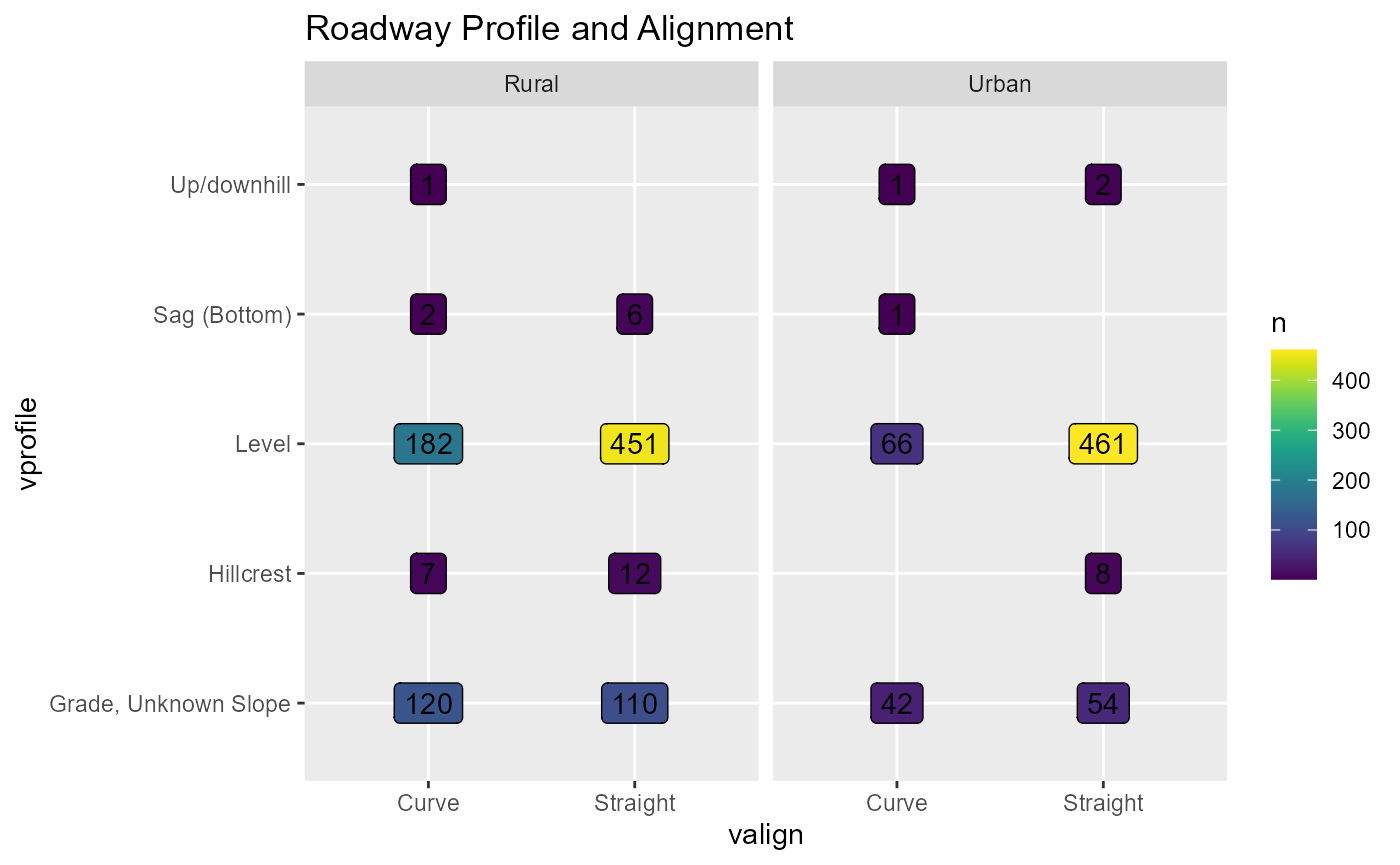 Roadway Profile and Alignment
Rural
Urban
vprofile
Up/downhill
1
1
2
Sag (Bottom)
2
6
1
Level
182
451
66
461
Hillcrest
7
12
8
Grade, Unknown Slope
120
110
42
54
Curve
Straight
Curve
Straight
valign
n
400
300
200
100